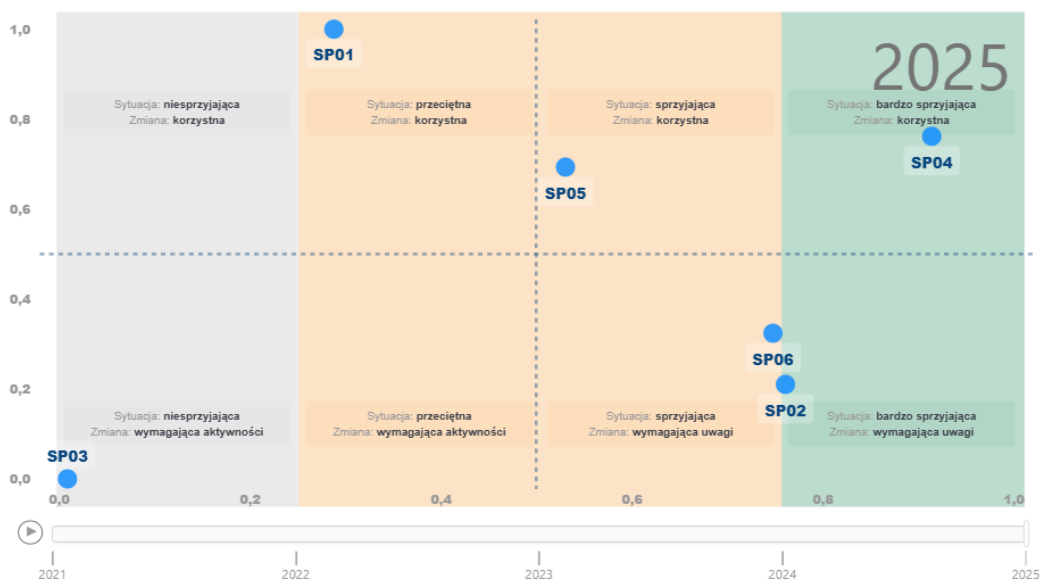 1,0
SP01
2025
Sytuacja: niesprzyjająca
Zmiana: korzystna
Sytuacja: przeciętna
Zmiana: korzystna
Sytuacja: sprzyjająca
Zmiana: korzystna
Sytuacja: bardzo sprzyjająca
Zmiana: korzystna
0,8
SP04
SP05
0,6
0,4
SP06
0,2
SP02
Sytuacja: niesprzyjająca
Zmiana: wymagająca aktywności
Sytuacja: przeciętna
Zmiana: wymagająca aktywności
Sytuacja: sprzyjająca
Zmiana: wymagająca uwagi
Sytuacja: bardzo sprzyjająca
Zmiana: wymagająca uwagi
SP03
0,0
0,0 0,2 0,4 0,6 0,8 1,0
2021 2022 2023 2024 2025